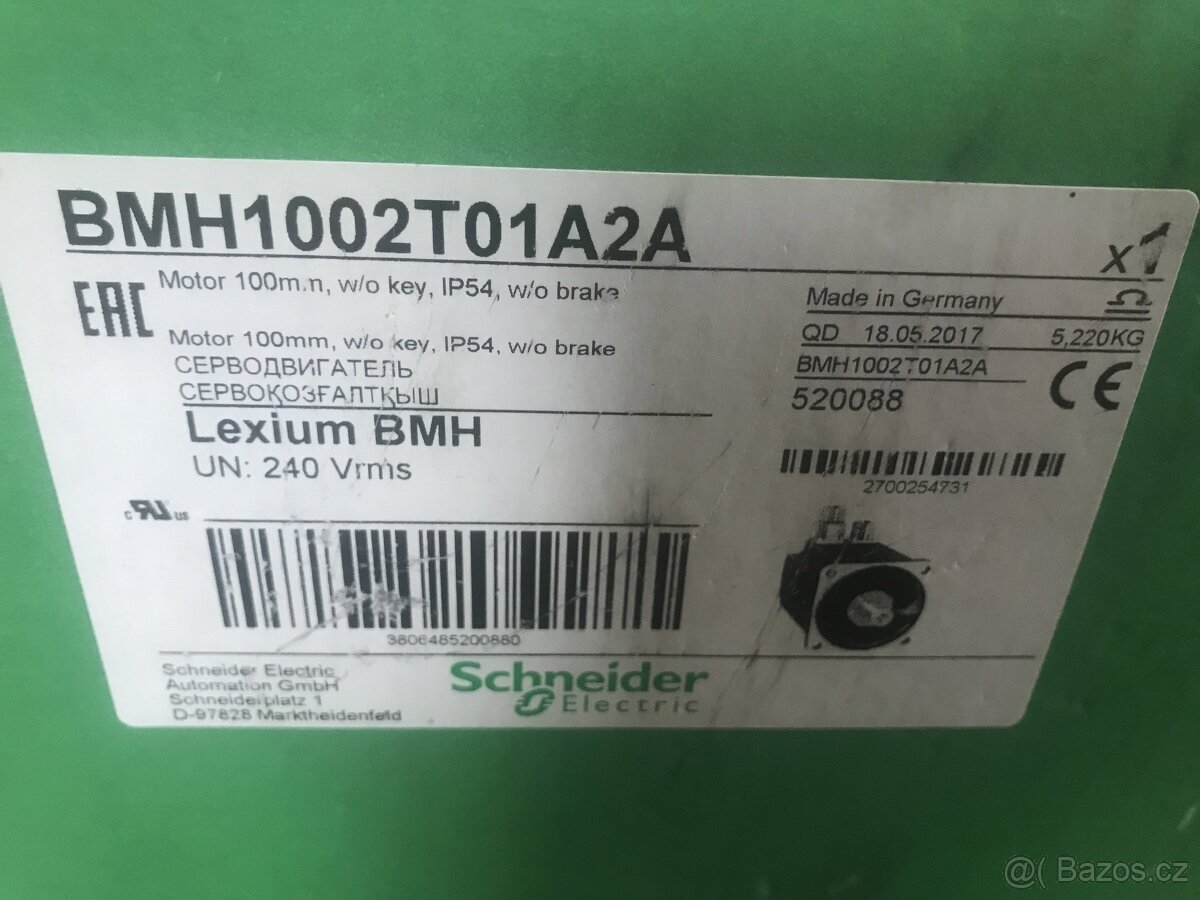 BMH1002T01A2A
x1
EAC
Motor 100mm, w/o key, IP54, w/o brake
Motor 100mm, w/o key, IP54, w/o brake
СЕРВОДВИГАТЕЛЬ
СЕРВОҚОЗҒАЛТҚЫШ
Lexium BMH
UN: 240 Vrms
Made in Germany
QD 18.05.2017 5,220KG
BMH1002T01A2A
520088
CE
2700254731
c RU us
3606485200880
Schneider Electric
Automation GmbH
Schneiderplatz 1
D-97828 Marktheidenfeld
Schneider
Electric
@( Bazos.cz